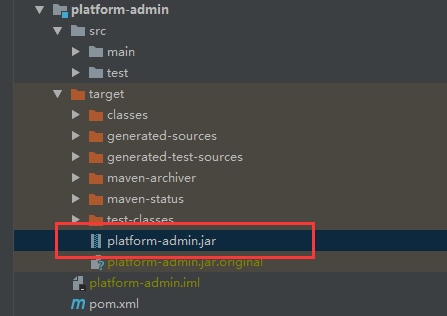 platform-admin
src
main
test
target
classes
generated-sources
generated-test-sources
maven-archiver
maven-status
test-classes
platform-admin.jar
platform-admin.jar.original
platform-admin.iml
pom.xml